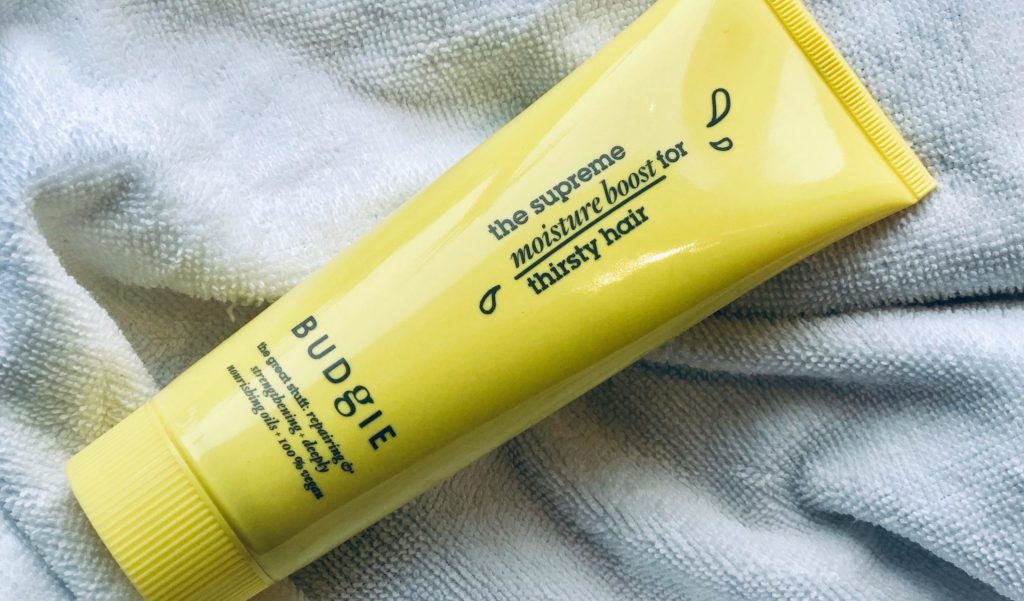 the supreme
moisture boost for
thirsty hair
BUDgIE
the great stuff: repairing &
strengthening + deeply
nourishing oils + 100% vegan